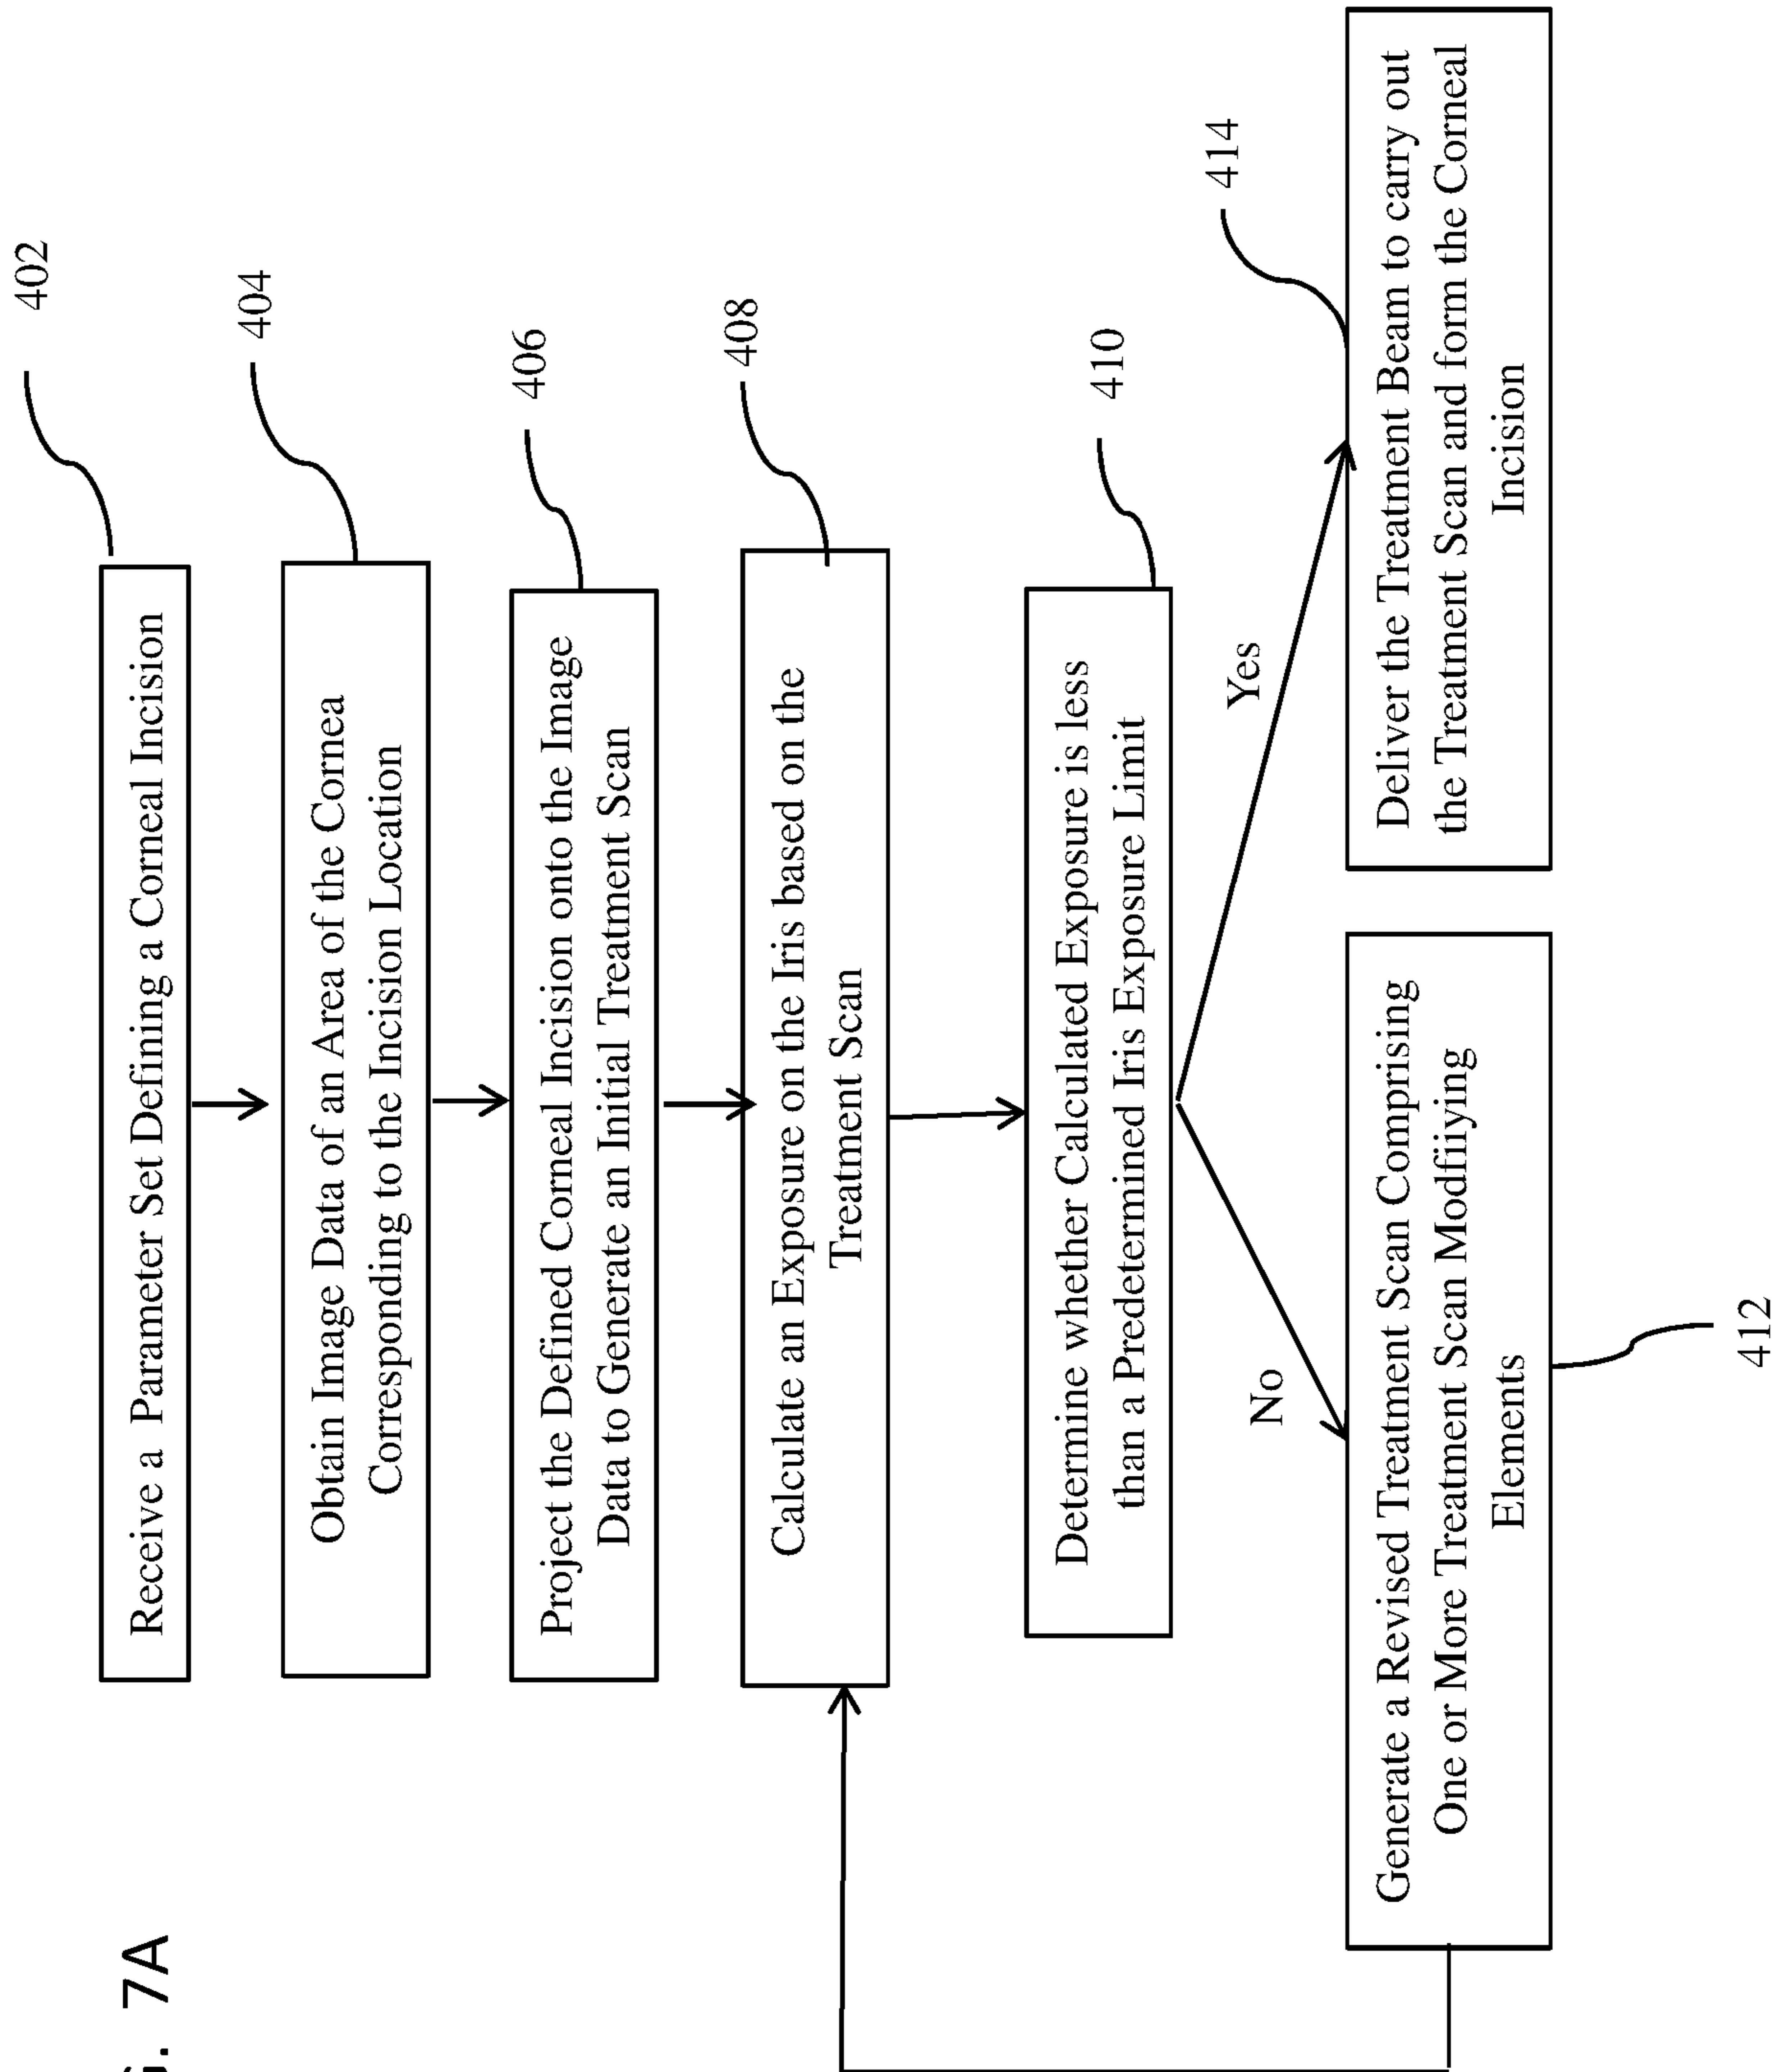 G. 7A
402
Receive a Parameter Set Defining a Corneal Incision
404
Obtain Image Data of an Area of the Cornea
Corresponding to the Incision Location
406
Project the Defined Corneal Incision onto the Image
Data to Generate an Initial Treatment Scan
408
Calculate an Exposure on the Iris based on the
Treatment Scan
410
Determine whether Calculated Exposure is less
than a Predetermined Iris Exposure Limit
No
Yes
414
Generate a Revised Treatment Scan Comprising
One or More Treatment Scan Modfiiying
Elements
412
Deliver the Treatment Beam to carry out
the Treatment Scan and form the Corneal
Incision